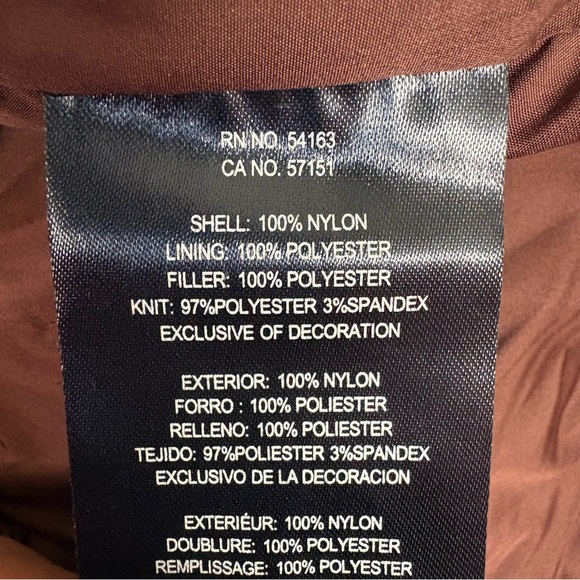 RN NO. 54163
CA NO. 57151
SHELL: 100% NYLON
LINING: 100% POLYESTER
FILLER: 100% POLYESTER
KNIT: 97%POLYESTER 3%SPANDEX
EXCLUSIVE OF DECORATION
EXTERIOR: 100% NYLON
FORRO : 100% POLIESTER
RELLENO: 100% POLIESTER
TEJIDO: 97%POLIESTER 3%SPANDEX
EXCLUSIVO DE LA DECORACION
EXTERIÉUR: 100% NYLON
DOUBLURE: 100% POLYESTER
REMPLISSAGE: 100% POLYESTER